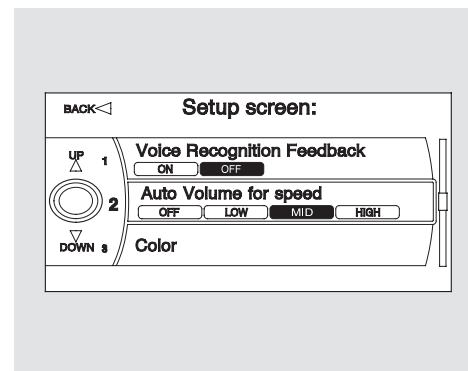 BACK Setup screen:
UP 1 Voice Recognition Feedback
ON OFF
2 Auto Volume for speed
OFF LOW MID HIGH
DOWN 3 Color